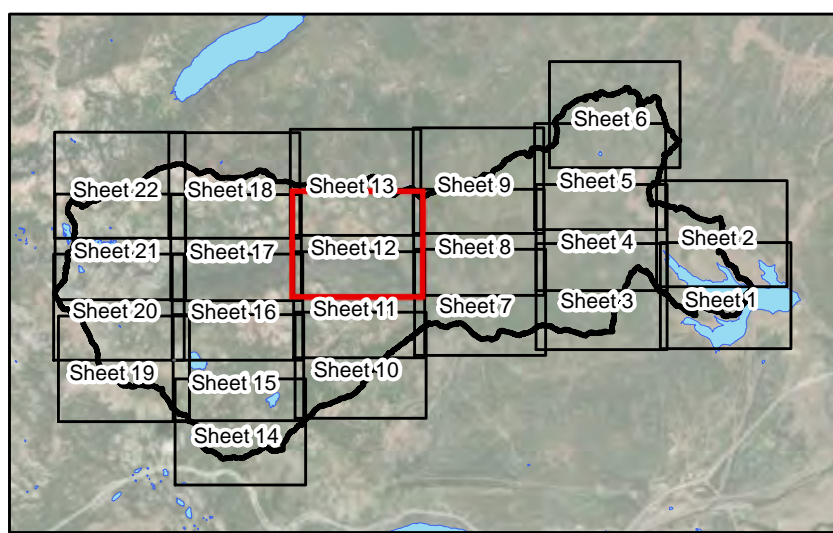 Sheet 6
Sheet 22
Sheet 18
Sheet 13
Sheet 9
Sheet 5
Sheet 21
Sheet 17
Sheet 12
Sheet 8
Sheet 4
Sheet 2
Sheet 20
Sheet 16
Sheet 11
Sheet 7
Sheet 3
Sheet 1
Sheet 19
Sheet 15
Sheet 10
Sheet 14